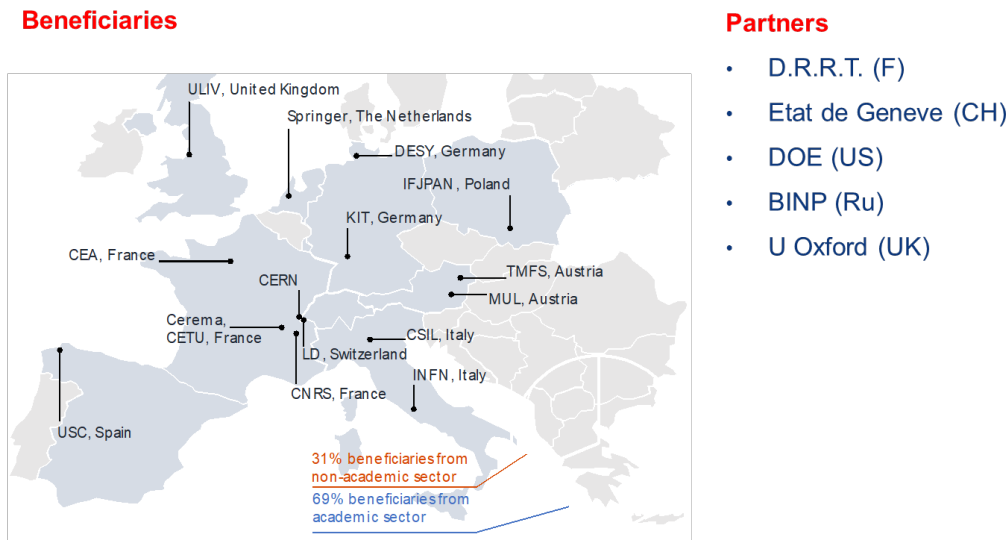 Beneficiaries
ULIV, United Kingdom
Springer, The Netherlands
DESY, Germany
IFJPAN , Poland
KIT, Germany
CEA, France
CERN
TMFS, Austria
MUL, Austria
Cerema,
CETU, France
CSIL, Italy
LD, Switzerland
INFN, Italy
CNRS, France
USC, Spain
31% beneficiaries from
non-academic sector
69% beneficiaries from
academic sector
Partners
• D.R.R.T. (F)
• Etat de Geneve (CH)
• DOE (US)
• BINP (Ru)
• U Oxford (UK)